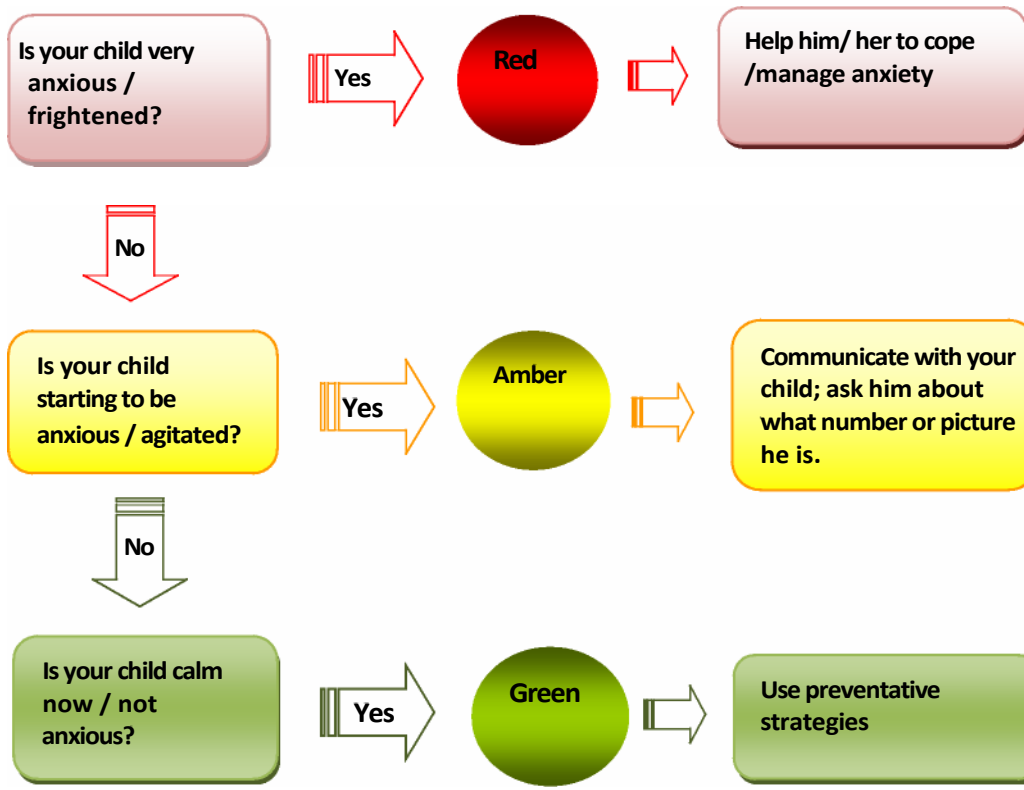 Is your child very
anxious /
frightened?
Yes
Red
Help him/ her to cope
/manage anxiety
No
Is your child
starting to be
anxious / agitated?
Yes
Amber
Communicate with your
child; ask him about
what number or picture
he is.
No
Is your child calm
now / not
anxious?
Yes
Green
Use preventative
strategies